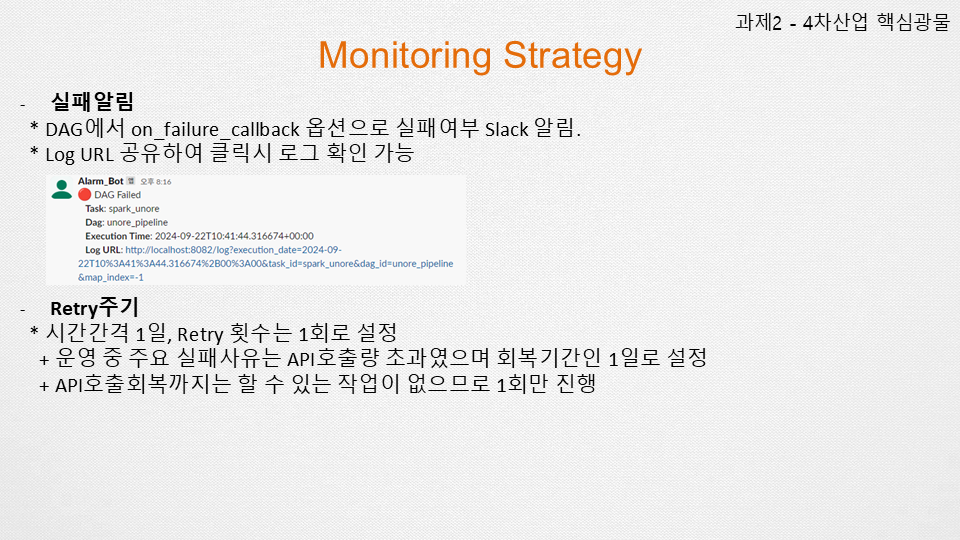 과제2 - 4차산업 핵심광물
Monitoring Strategy
- 실패알림
* DAG에서 on_failure_callback 옵션으로 실패여부 Slack 알림.
* Log URL 공유하여 클릭시 로그 확인 가능
Alarm_Bot 앱 오후 8:16
DAG Failed
Task: spark_unore
Dag: unore_pipeline
Execution Time: 2024-09-22T10:41:44.316674+00:00
Log URL: http://localhost:8082/log?execution_date=2024-09-
22T10%3A41%3A44.316674%2B00%3A00&task_id=spark_unore&dag_id=unore_pipeline
&map_index=-1
- Retry주기
* 시간간격 1일, Retry 횟수는 1회로 설정
+ 운영 중 주요 실패사유는 API호출량 초과였으며 회복기간인 1일로 설정
+ API호출회복까지는 할 수 있는 작업이 없으므로 1회만 진행